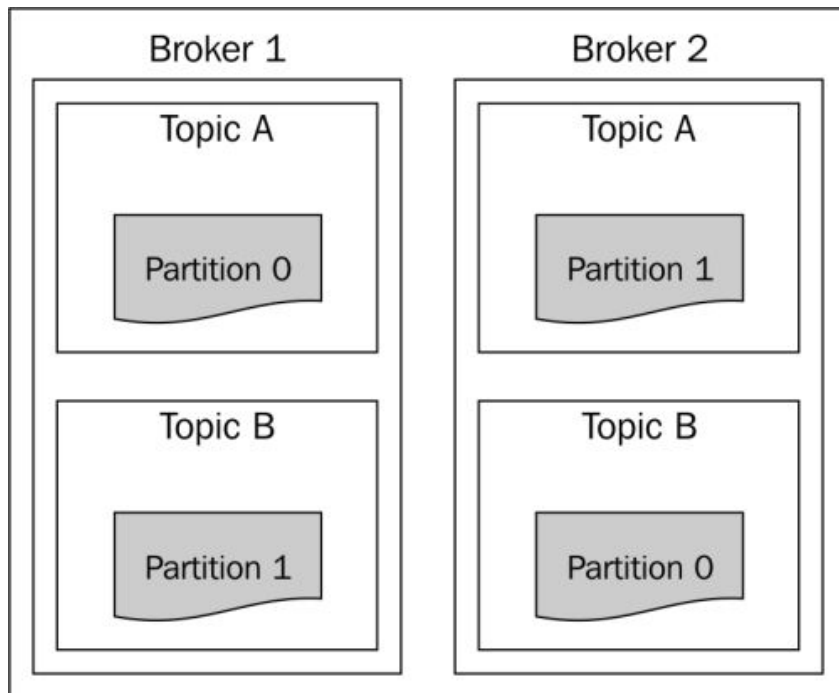 Broker 1
Topic A
Partition 0
Topic B
Partition 1
Broker 2
Topic A
Partition 1
Topic B
Partition 0